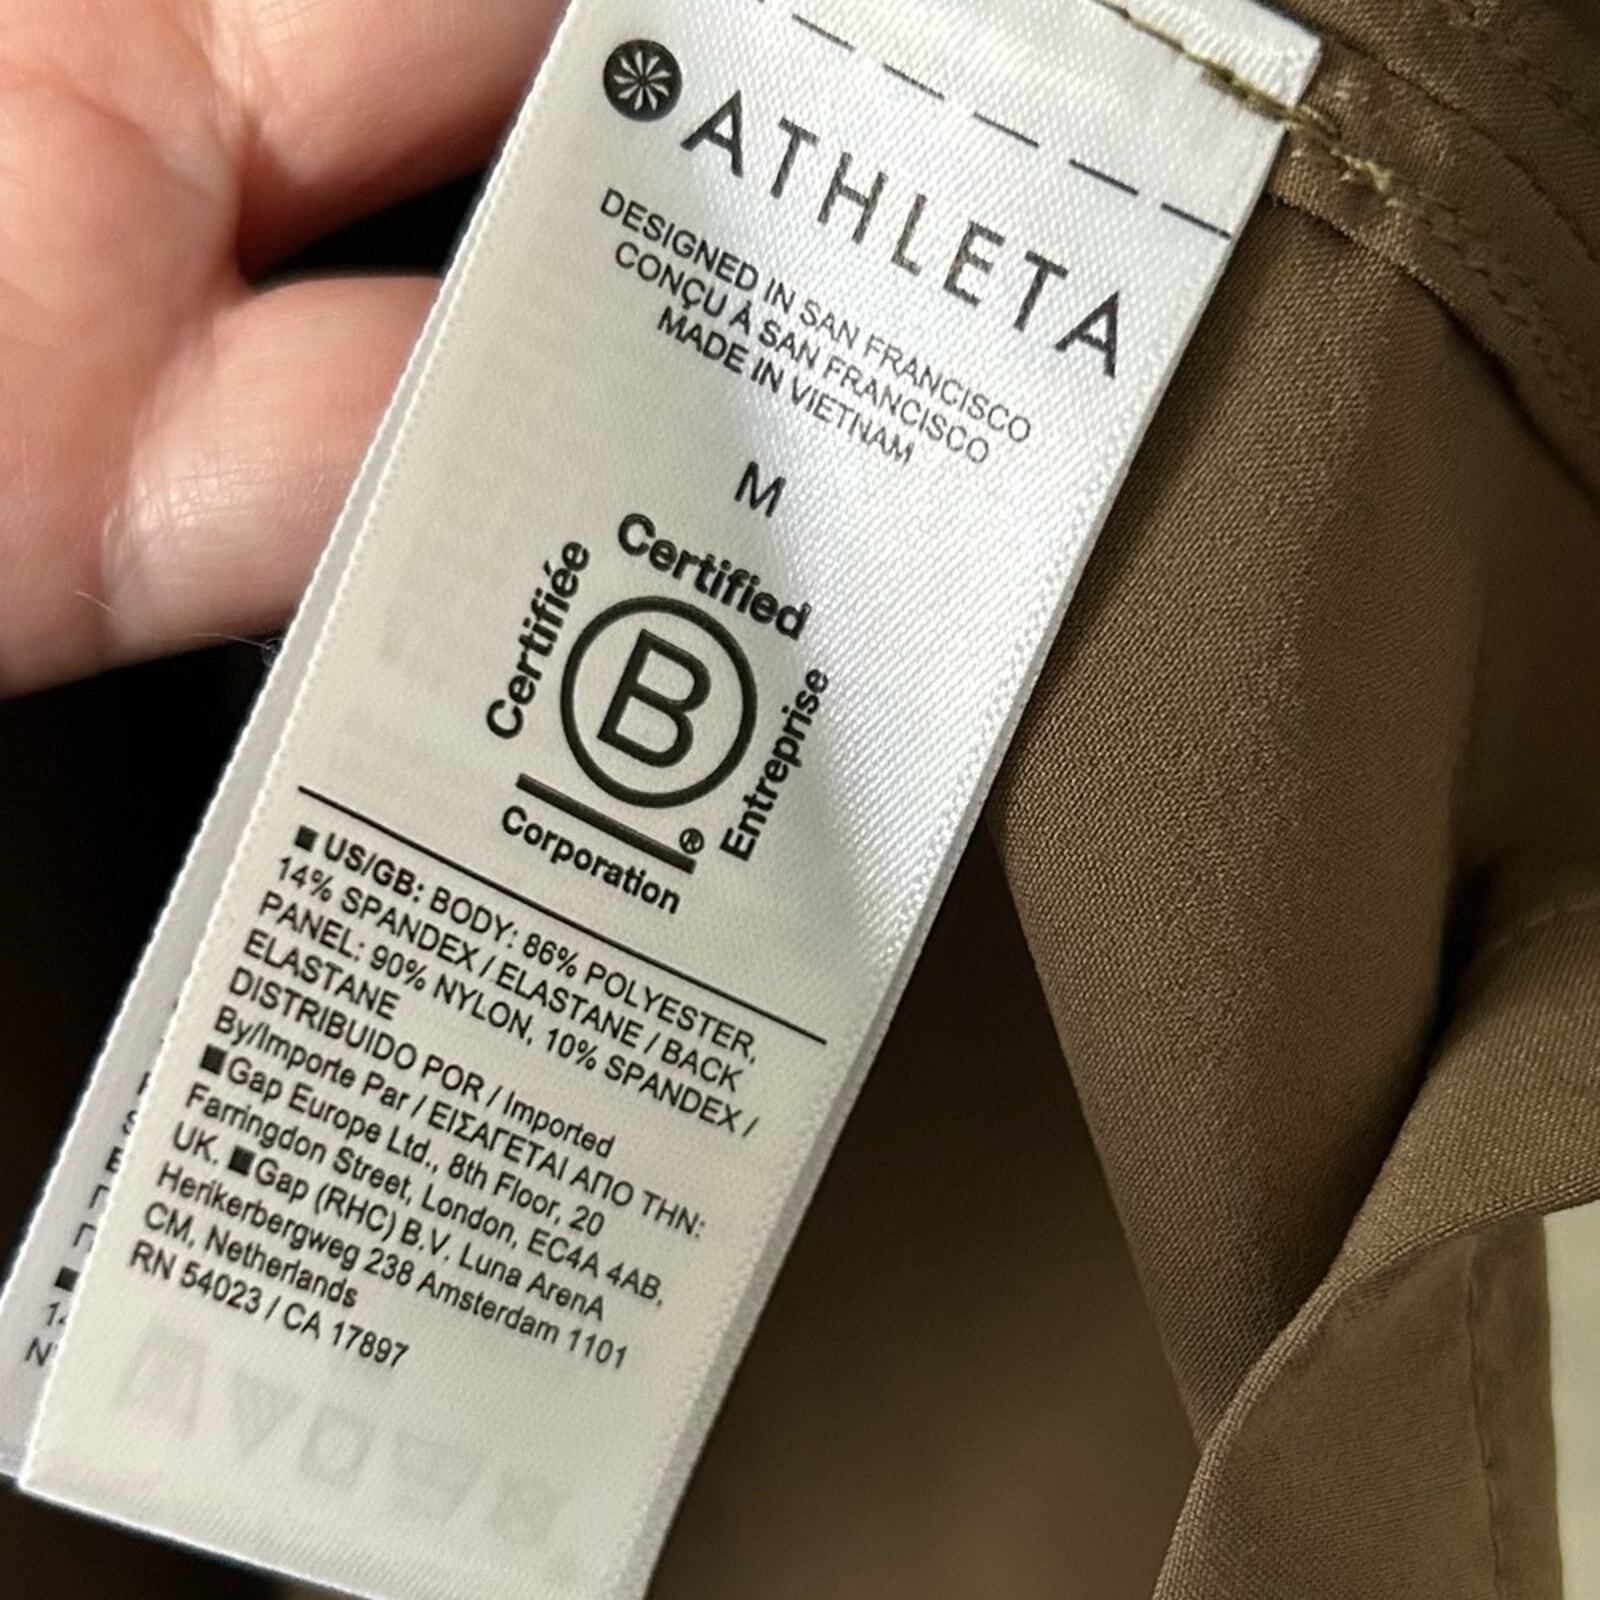 ATHLETA
DESIGNED IN SAN FRANCISCO
CONÇU À SAN FRANCISCO
MADE IN VIETNAM
M
Certified
Certifiée
B
Entreprise
®
Corporation
■ US/GB: BODY: 86% POLYESTER,
14% SPANDEX / ELASTANE / BACK
PANEL: 90% NYLON, 10% SPANDEX /
ELASTANE
DISTRIBUIDO POR / Imported
By/Importe Par / ΕΙΣΑΓΕΤΑΙ ΑΠΟ ΤΗΝ:
■Gap Europe Ltd., 8th Floor, 20
Farringdon Street, London, EC4A 4AB,
UK. ■Gap (RHC) B.V. Luna ArenA
Herikerbergweg 238 Amsterdam 1101
CM, Netherlands
RN 54023 / CA 17897